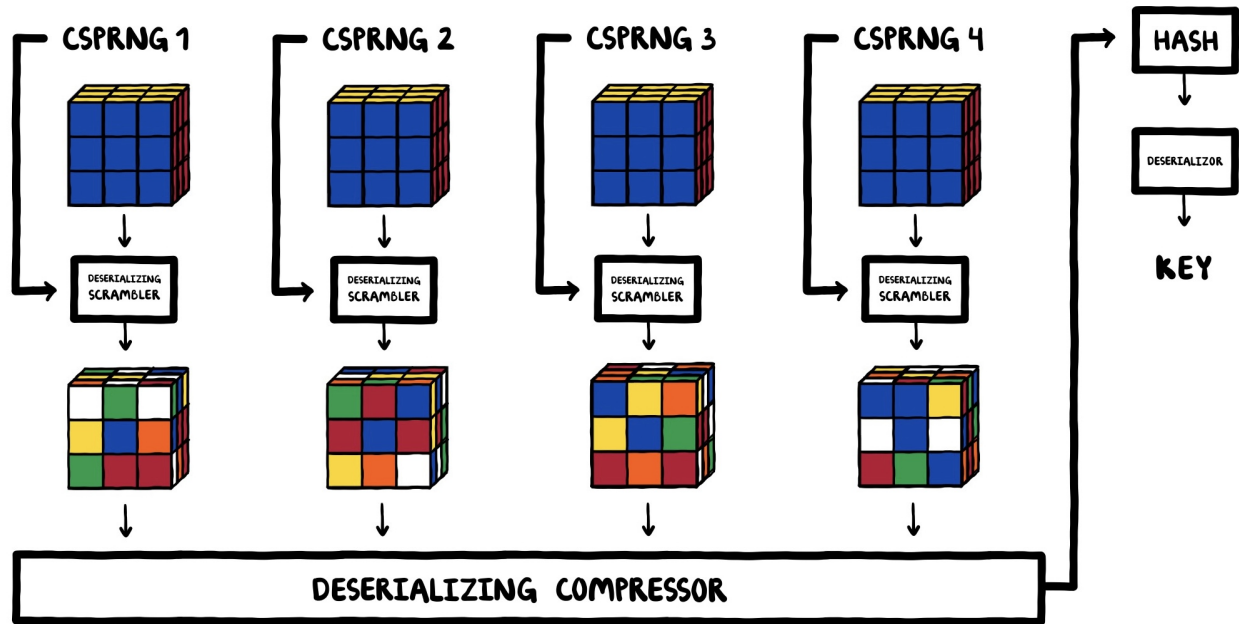 CSPRNG 1
CSPRNG 2
CSPRNG 3
CSPRNG 4
HASH
DESERIALIZOR
KEY
DESERIALIZING
SCRAMBLER
DESERIALIZING
SCRAMBLER
DESERIALIZING
SCRAMBLER
DESERIALIZING
SCRAMBLER
DESERIALIZING COMPRESSOR